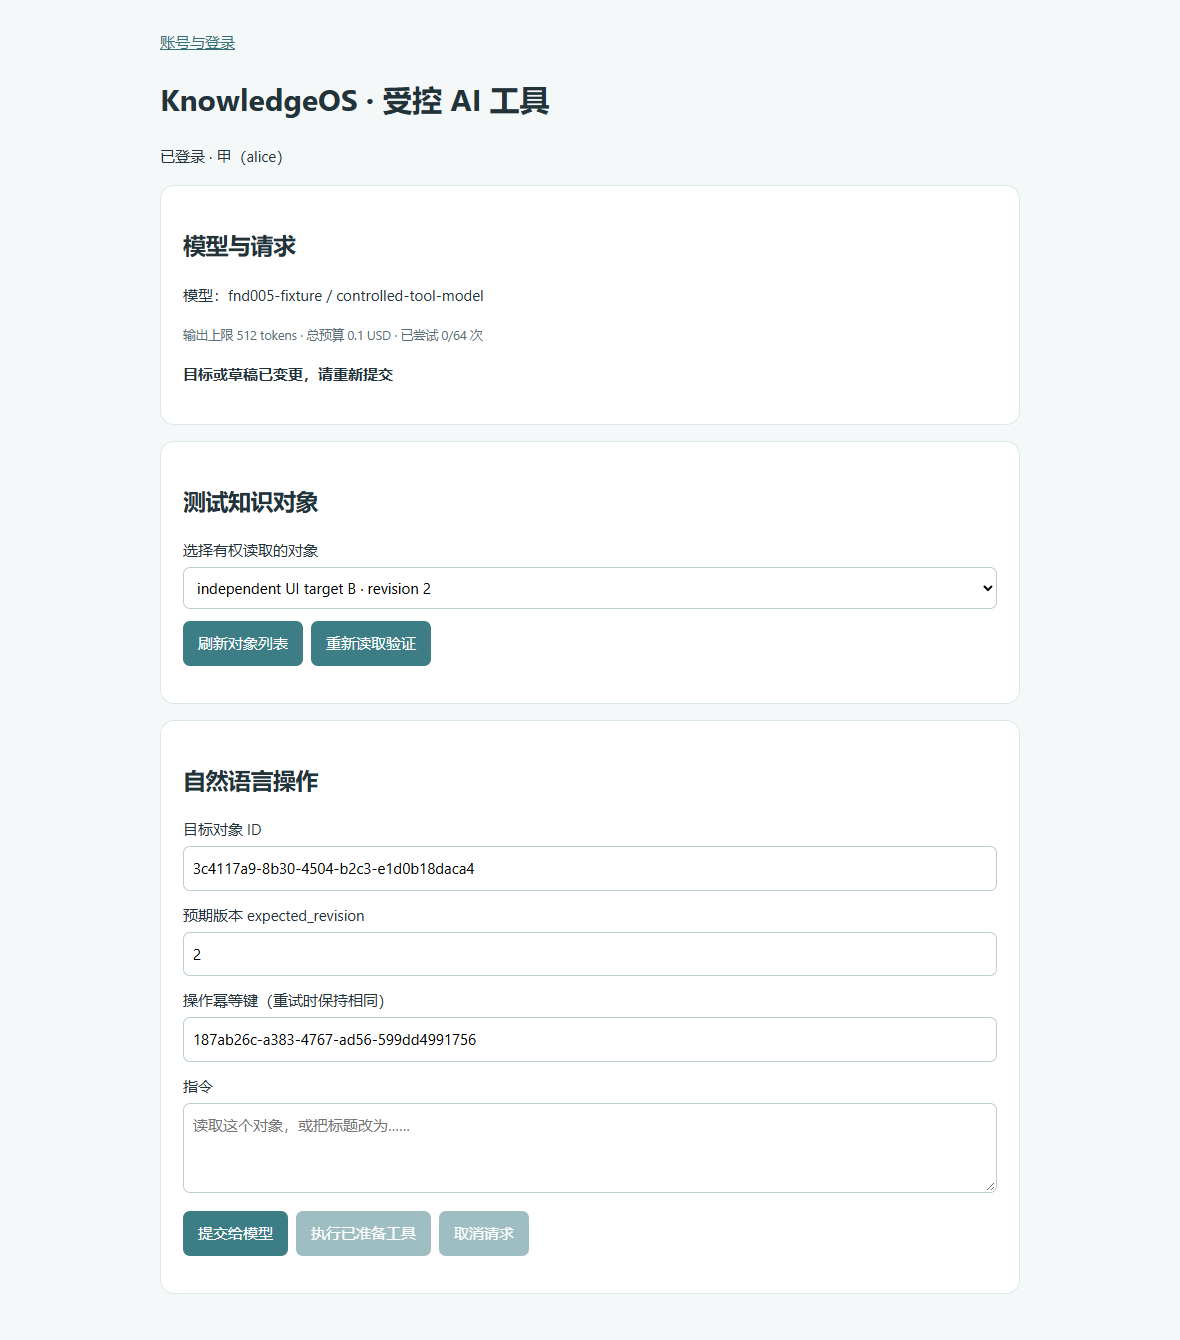 账号与登录
KnowledgeOS · 受控 AI 工具
已登录 · 甲（alice）
模型与请求
模型：fnd005-fixture / controlled-tool-model
输出上限 512 tokens · 总预算 0.1 USD · 已尝试 0/64 次
目标或草稿已变更，请重新提交
测试知识对象
选择有权读取的对象
independent UI target B · revision 2
刷新对象列表 重新读取验证
自然语言操作
目标对象 ID
3c4117a9-8b30-4504-b2c3-e1d0b18daca4
预期版本 expected_revision
2
操作幂等键（重试时保持相同）
187ab26c-a383-4767-ad56-599dd4991756
指令
读取这个对象，或把标题改为……
提交给模型 执行已准备工具 取消请求